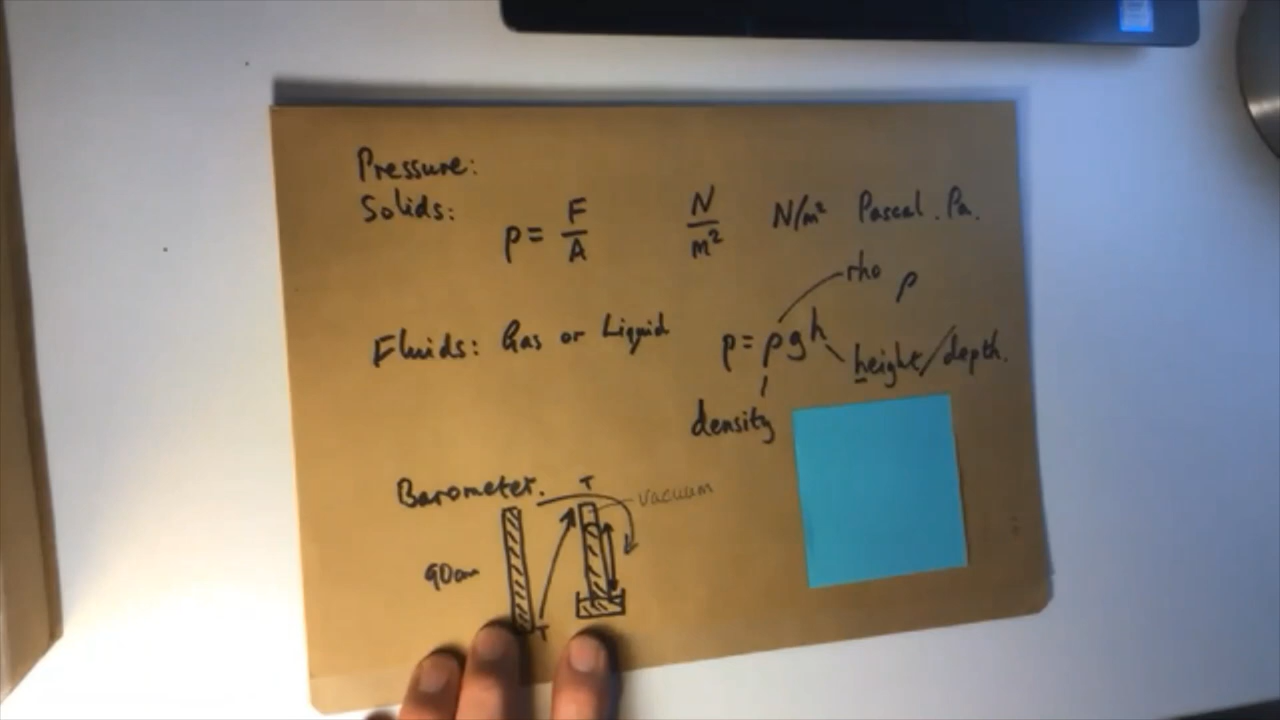 Pressure:
Solids:
p = F/A N/m² N/m² Pascal. Pa.
rho ρ
Fluids: Gas or Liquid p = ρgh
height/depth.
density
Barometer. T vacuum
90cm
T